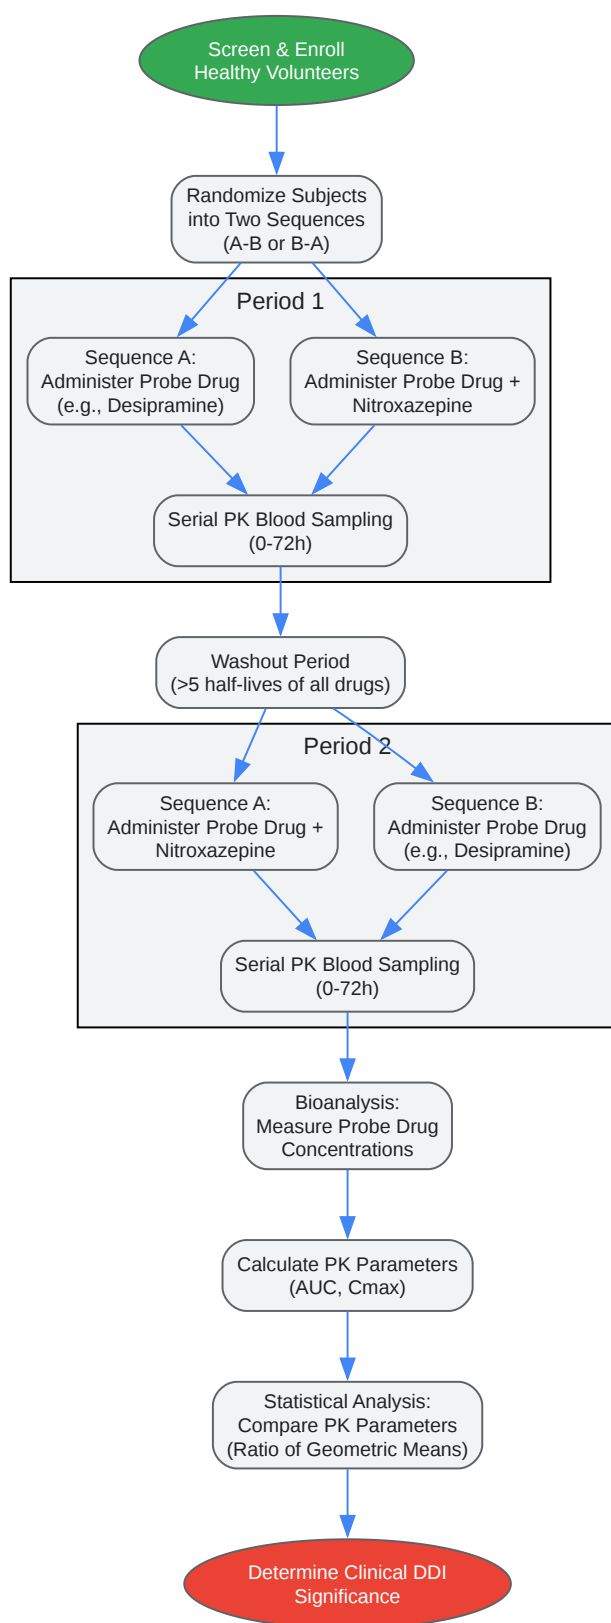 Screen & Enroll
Healthy Volunteers
Randomize Subjects
into Two Sequences
(A-B or B-A)
Period 1
Sequence A:
Administer Probe Drug
(e.g., Desipramine)
Sequence B:
Administer Probe Drug +
Nitroxazepine
Serial PK Blood Sampling
(0-72h)
Washout Period
(>5 half-lives of all drugs)
Period 2
Sequence A:
Administer Probe Drug +
Nitroxazepine
Sequence B:
Administer Probe Drug
(e.g., Desipramine)
Serial PK Blood Sampling
(0-72h)
Bioanalysis:
Measure Probe Drug
Concentrations
Calculate PK Parameters
(AUC, Cmax)
Statistical Analysis:
Compare PK Parameters
(Ratio of Geometric Means)
Determine Clinical DDI
Significance